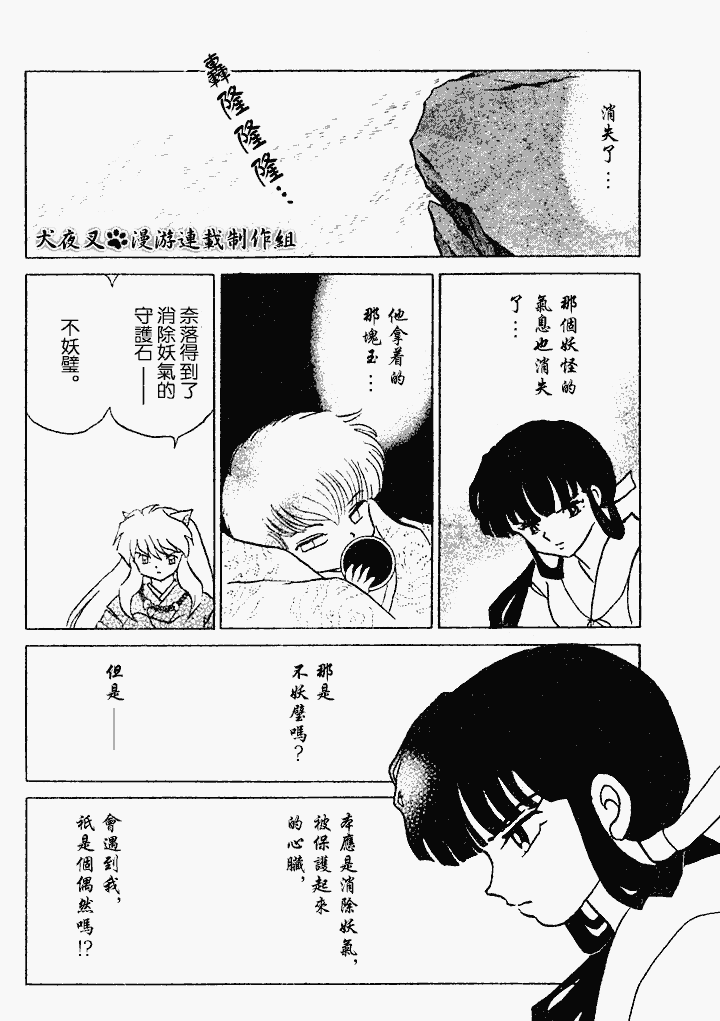 消失了…
轟隆隆隆…
犬夜叉漫游連載制作組
那個妖怪的
氣息也消失
了…
他拿着的
那塊玉…
奈落得到了
消除妖氣的
守護石——
不妖璧。
那是
不妖璧嗎?
但是——
本應是消除妖氣,
被保護起來
的心臟,
會遇到我,
祇是個偶然嗎!?